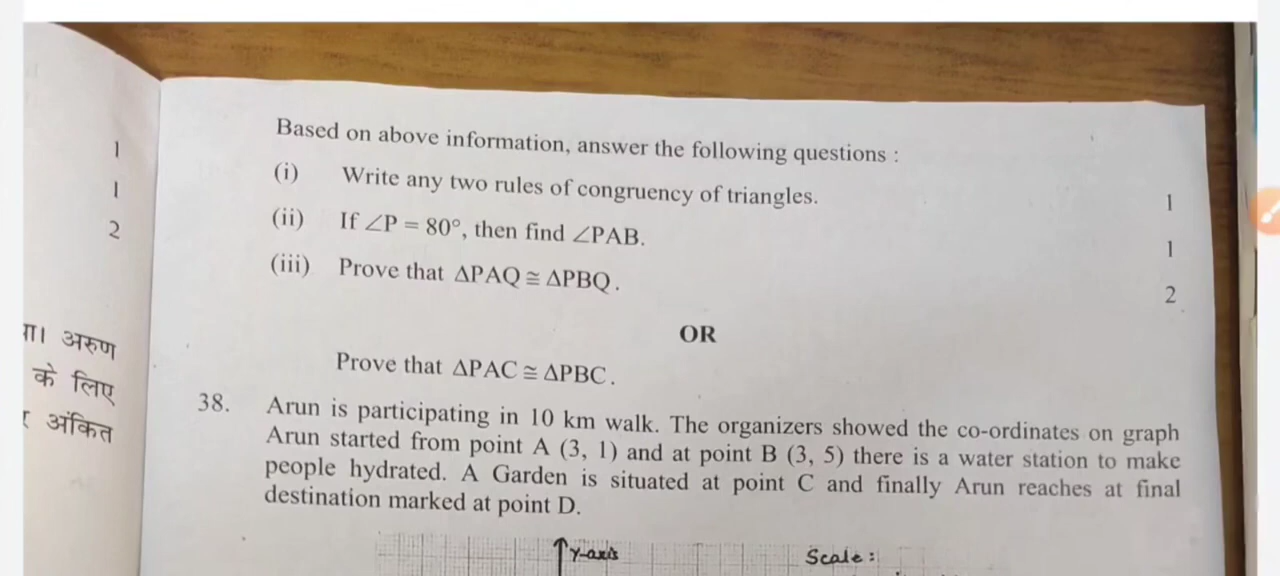 1
1
2
अरुण
के लिए
अंकित
Based on above information, answer the following questions :
(i) Write any two rules of congruency of triangles. 1
(ii) If ∠P = 80°, then find ∠PAB. 1
(iii) Prove that ΔPAQ ≅ ΔPBQ. 2
OR
Prove that ΔPAC ≅ ΔPBC.
38. Arun is participating in 10 km walk. The organizers showed the co-ordinates on graph
Arun started from point A (3, 1) and at point B (3, 5) there is a water station to make
people hydrated. A Garden is situated at point C and finally Arun reaches at final
destination marked at point D.
Y-axis Scale :